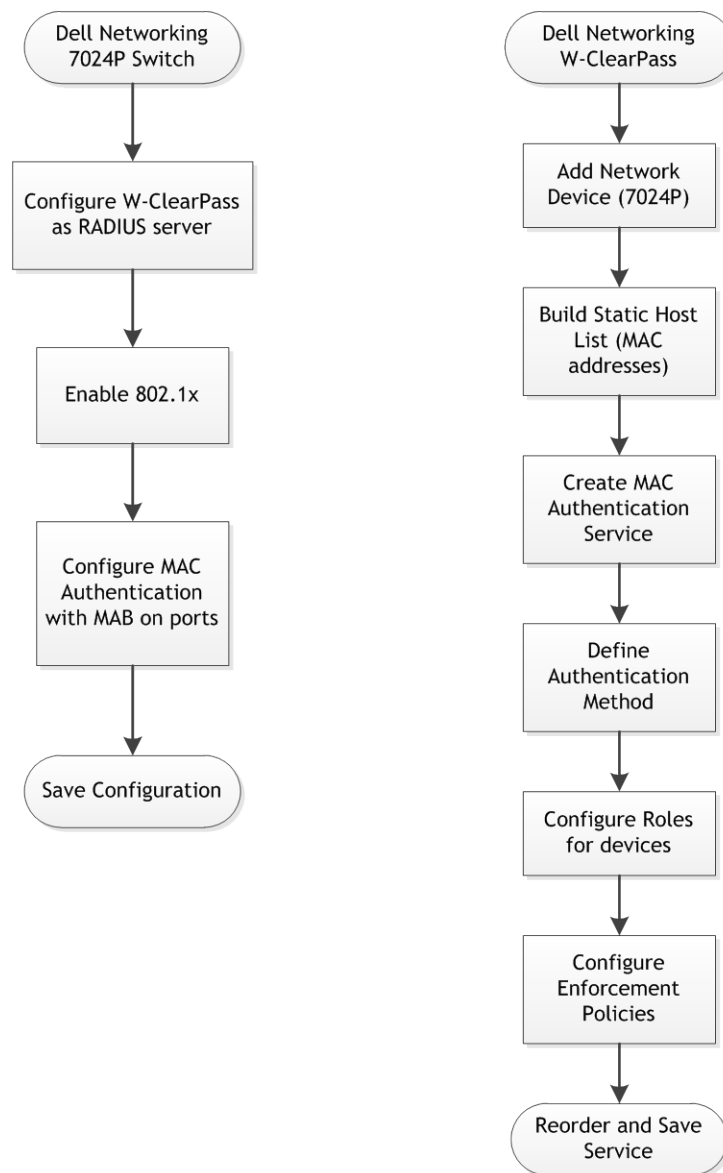 Dell Networking
7024P Switch
Configure W-ClearPass
as RADIUS server
Enable 802.1x
Configure MAC
Authentication
with MAB on ports
Save Configuration
Dell Networking
W-ClearPass
Add Network
Device (7024P)
Build Static Host
List (MAC
addresses)
Create MAC
Authentication
Service
Define
Authentication
Method
Configure Roles
for devices
Configure
Enforcement
Policies
Reorder and Save
Service